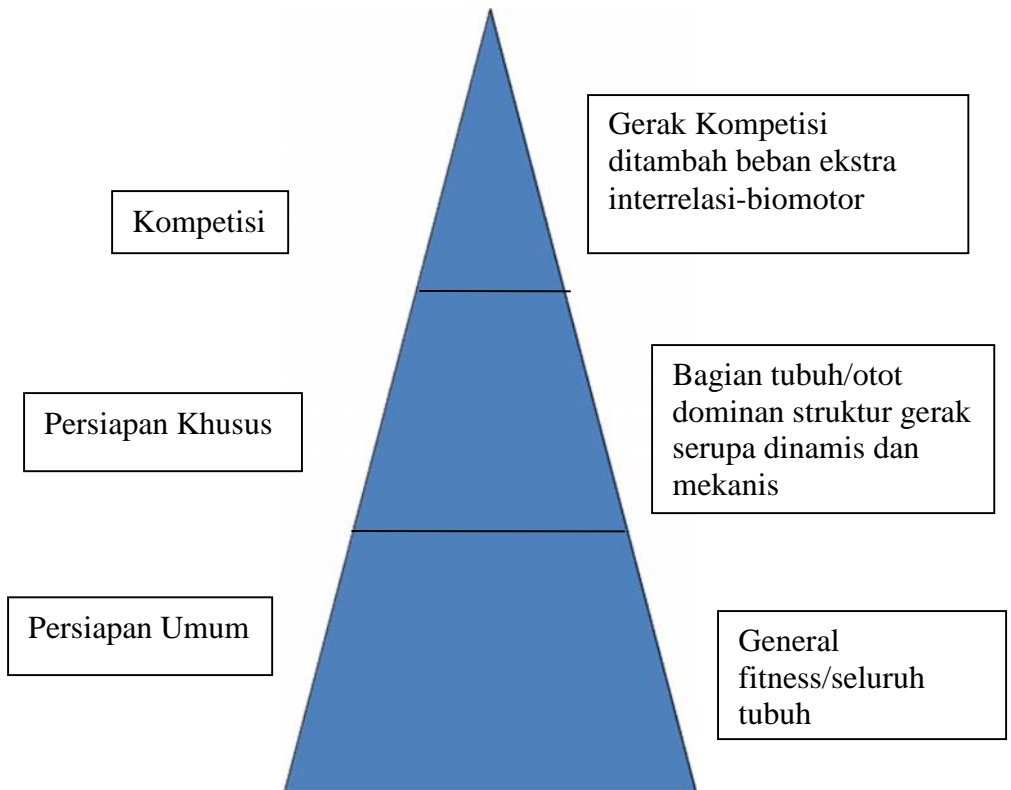 Gerak Kompetisi
ditambah beban ekstra
interrelasi-biomotor
Kompetisi
Bagian tubuh/otot
dominan struktur gerak
serupa dinamis dan
mekanis
Persiapan Khusus
Persiapan Umum
General
fitness/seluruh
tubuh